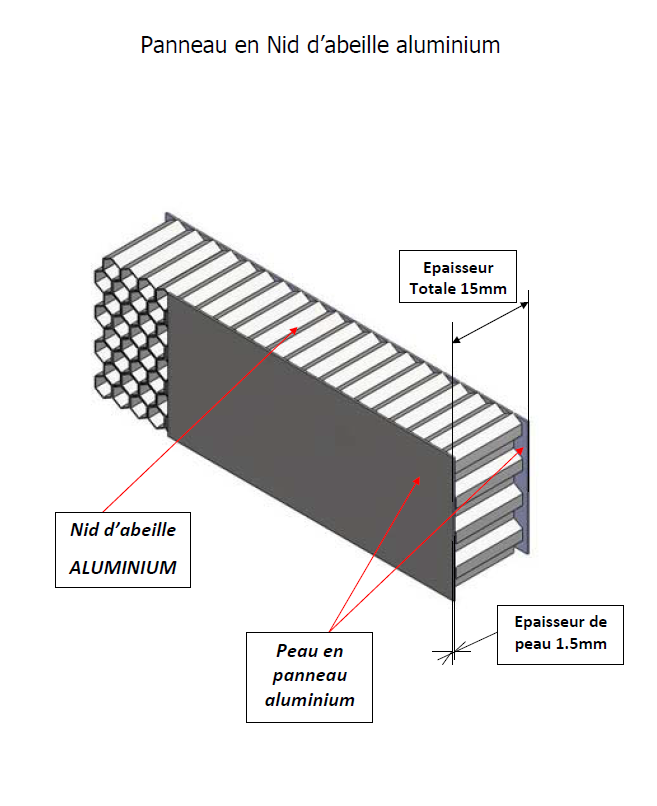 Panneau en Nid d’abeille aluminium
Epaisseur
Totale 15mm
Nid d’abeille
ALUMINIUM
Epaisseur de
peau 1.5mm
Peau en
panneau
aluminium